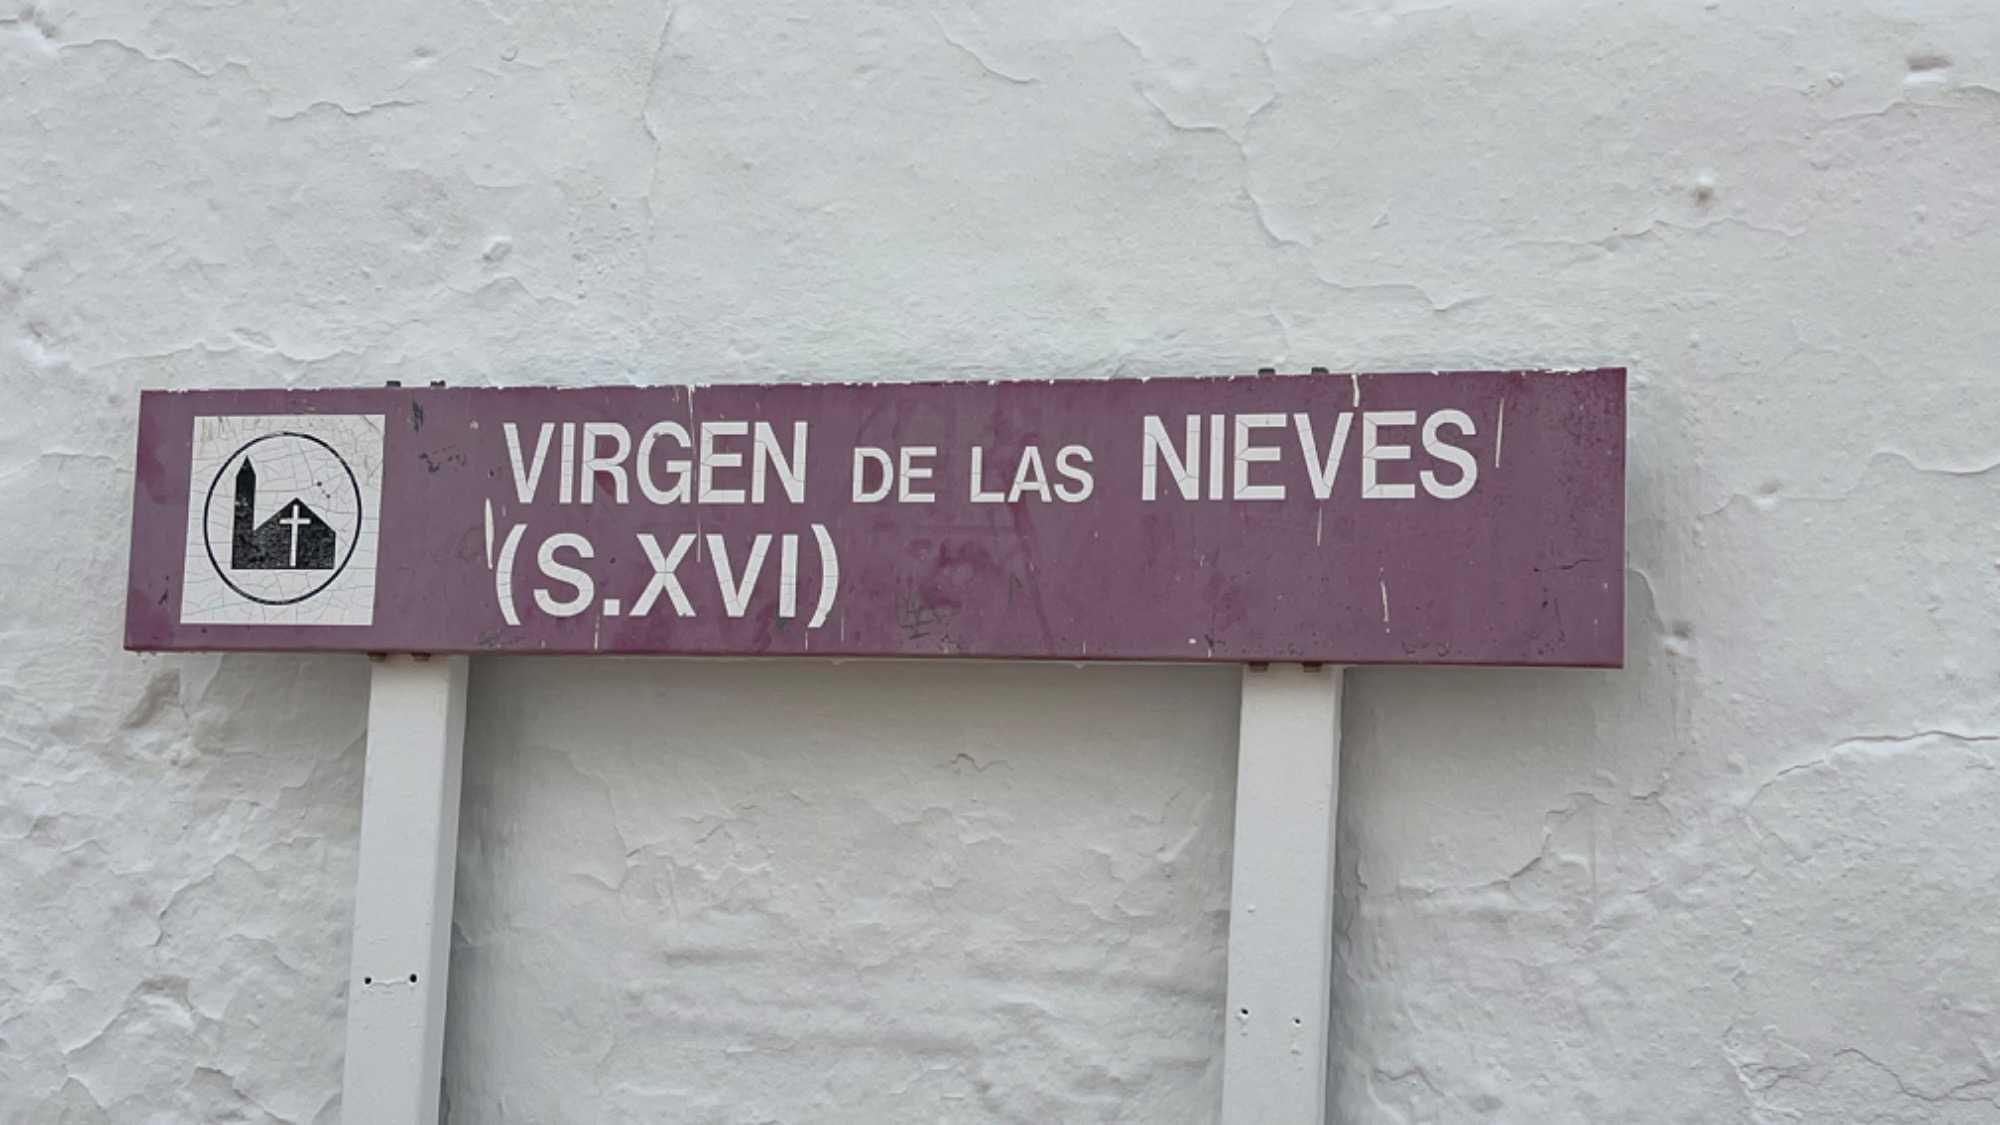 VIRGEN DE LAS NIEVES
(S.XVI)